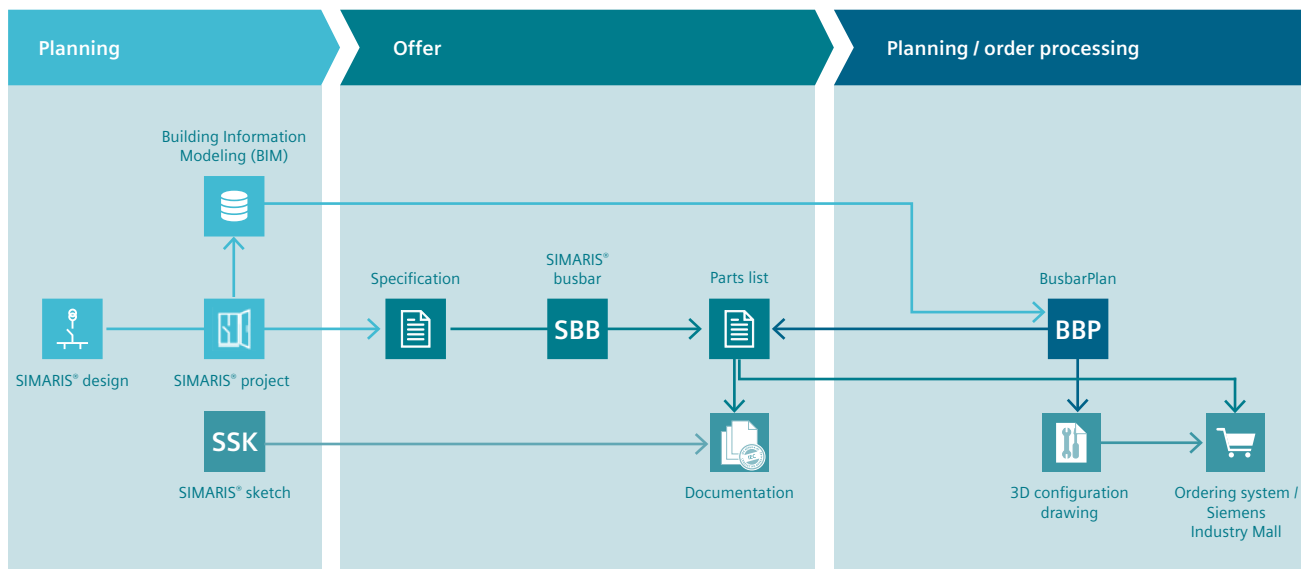 Planning
Offer
Planning / order processing
Building Information
Modeling (BIM)
Specification
SIMARIS®
busbar
Parts list
BusbarPlan
SBB
BBP
SIMARIS® design
SIMARIS® project
SSK
IEC
SIMARIS® sketch
Documentation
3D configuration
drawing
Ordering system /
Siemens
Industry Mall